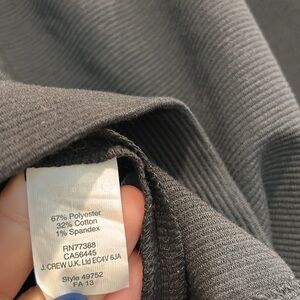 67% Polyester
32% Cotton
1% Spandex
RN77388
CA56445
J.CREW U.K. Ltd EC4V 6JA
Style 49752
FA 13